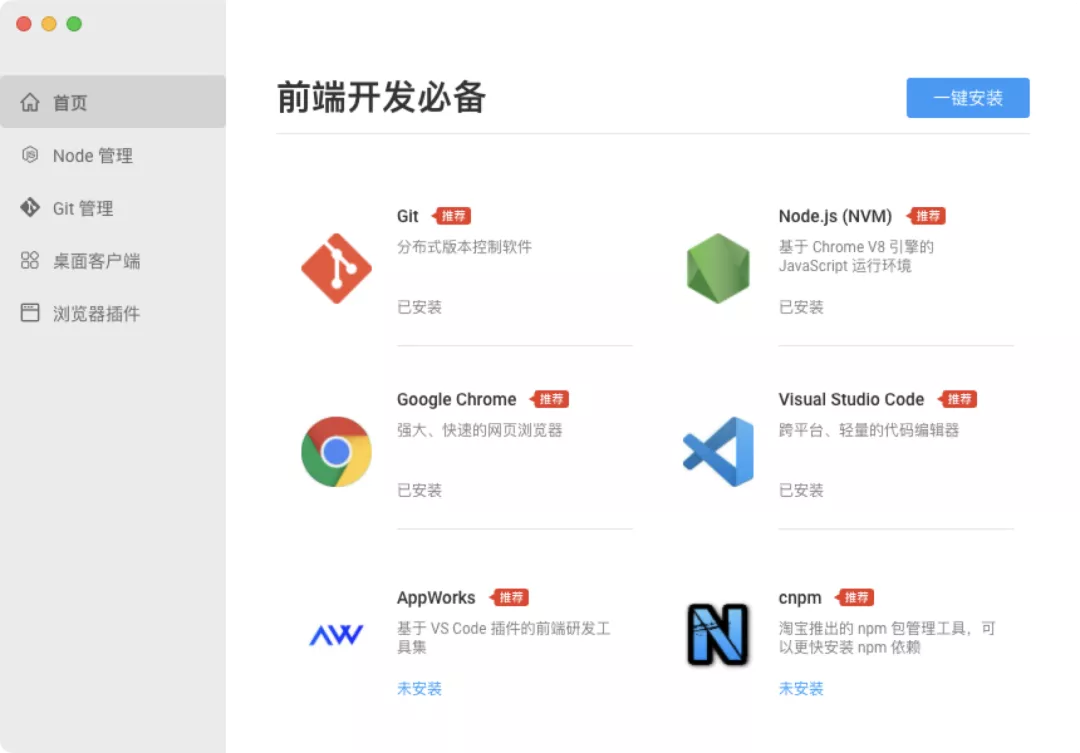 首页
Node 管理
Git 管理
桌面客户端
浏览器插件
前端开发必备
一键安装
Git 推荐
分布式版本控制软件
已安装
Node.js (NVM) 推荐
基于 Chrome V8 引擎的
JavaScript 运行环境
已安装
Google Chrome 推荐
强大、快速的网页浏览器
已安装
Visual Studio Code 推荐
跨平台、轻量的代码编辑器
已安装
AppWorks 推荐
基于 VS Code 插件的前端研发工
具集
未安装
cnpm 推荐
淘宝推出的 npm 包管理工具，可
以更快安装 npm 依赖
未安装